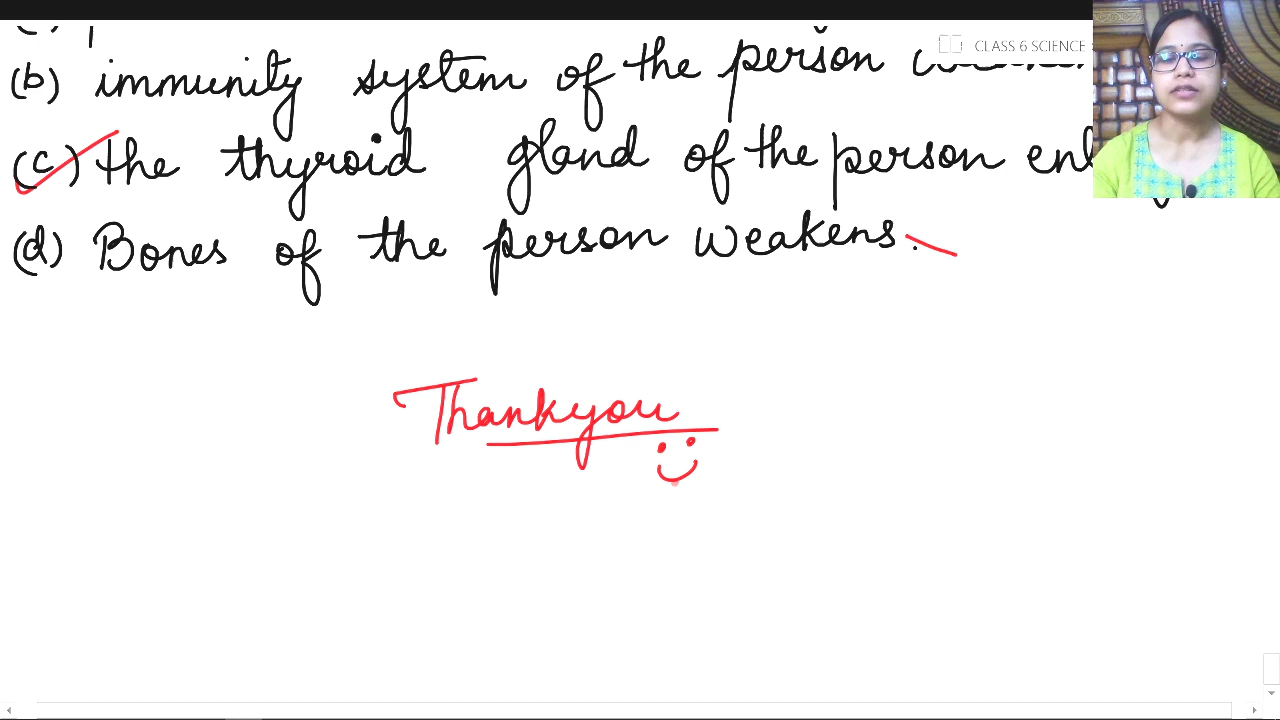 CLASS 6 SCIENCE
(b) immunity system of the person
(c) the thyroid gland of the person
(d) Bones of the person weakens.
Thankyou